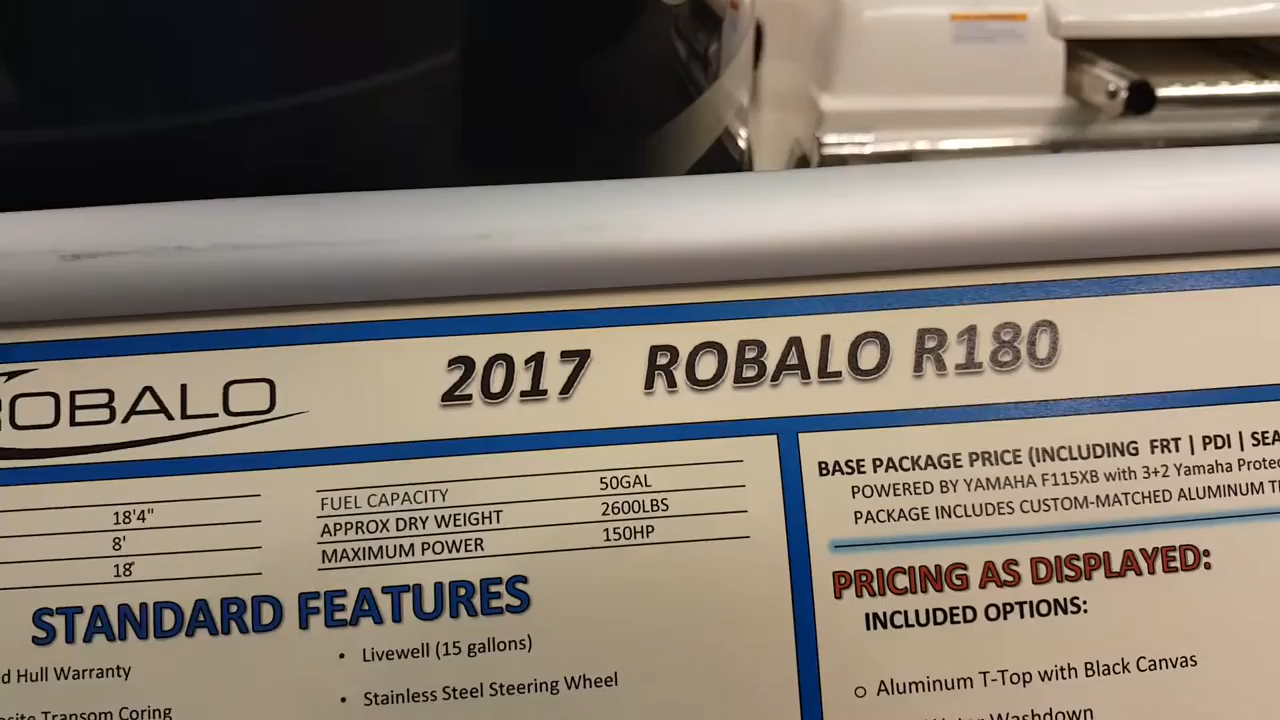 ROBALO
2017 ROBALO R180
18'4"
8'
18"
FUEL CAPACITY 50GAL
APPROX DRY WEIGHT 2600LBS
MAXIMUM POWER 150HP
STANDARD FEATURES
Hull Warranty
Transom Coring
• Livewell (15 gallons)
• Stainless Steel Steering Wheel
BASE PACKAGE PRICE (INCLUDING FRT | PDI | SEA
POWERED BY YAMAHA F115XB with 3+2 Yamaha Protec
PACKAGE INCLUDES CUSTOM-MATCHED ALUMINUM
PRICING AS DISPLAYED:
INCLUDED OPTIONS:
o Aluminum T-Top with Black Canvas
Water Washdown